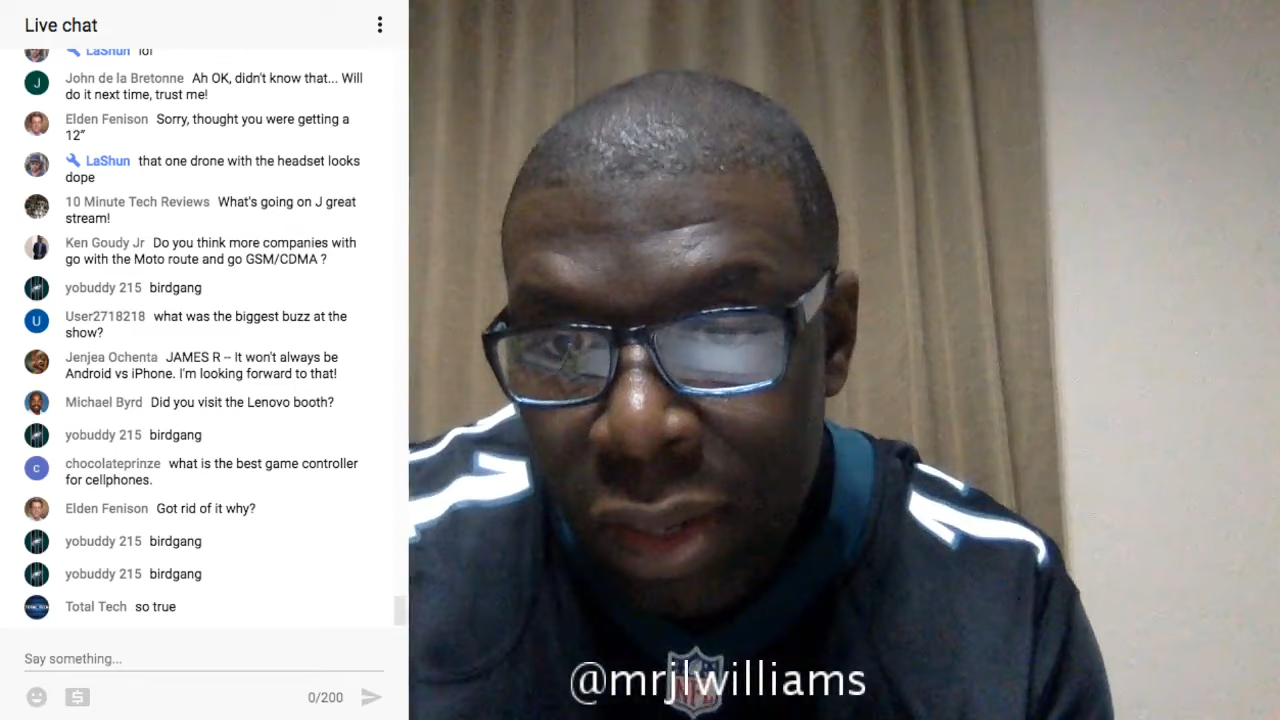 Live chat
LaShun lol
John de la Bretonne Ah OK, didn't know that... Will
do it next time, trust me!
Elden Fenison Sorry, thought you were getting a
12”
LaShun that one drone with the headset looks
dope
10 Minute Tech Reviews What's going on J great
stream!
Ken Goudy Jr Do you think more companies with
go with the Moto route and go GSM/CDMA ?
yobuddy 215 birdgang
U
User2718218 what was the biggest buzz at the
show?
Jenjea Ochenta JAMES R -- It won't always be
Android vs iPhone. I'm looking forward to that!
Michael Byrd Did you visit the Lenovo booth?
yobuddy 215 birdgang
c
chocolateprinze what is the best game controller
for cellphones.
Elden Fenison Got rid of it why?
yobuddy 215 birdgang
yobuddy 215 birdgang
Total Tech so true
Say something...
0/200
@mrjlwilliams
NFL